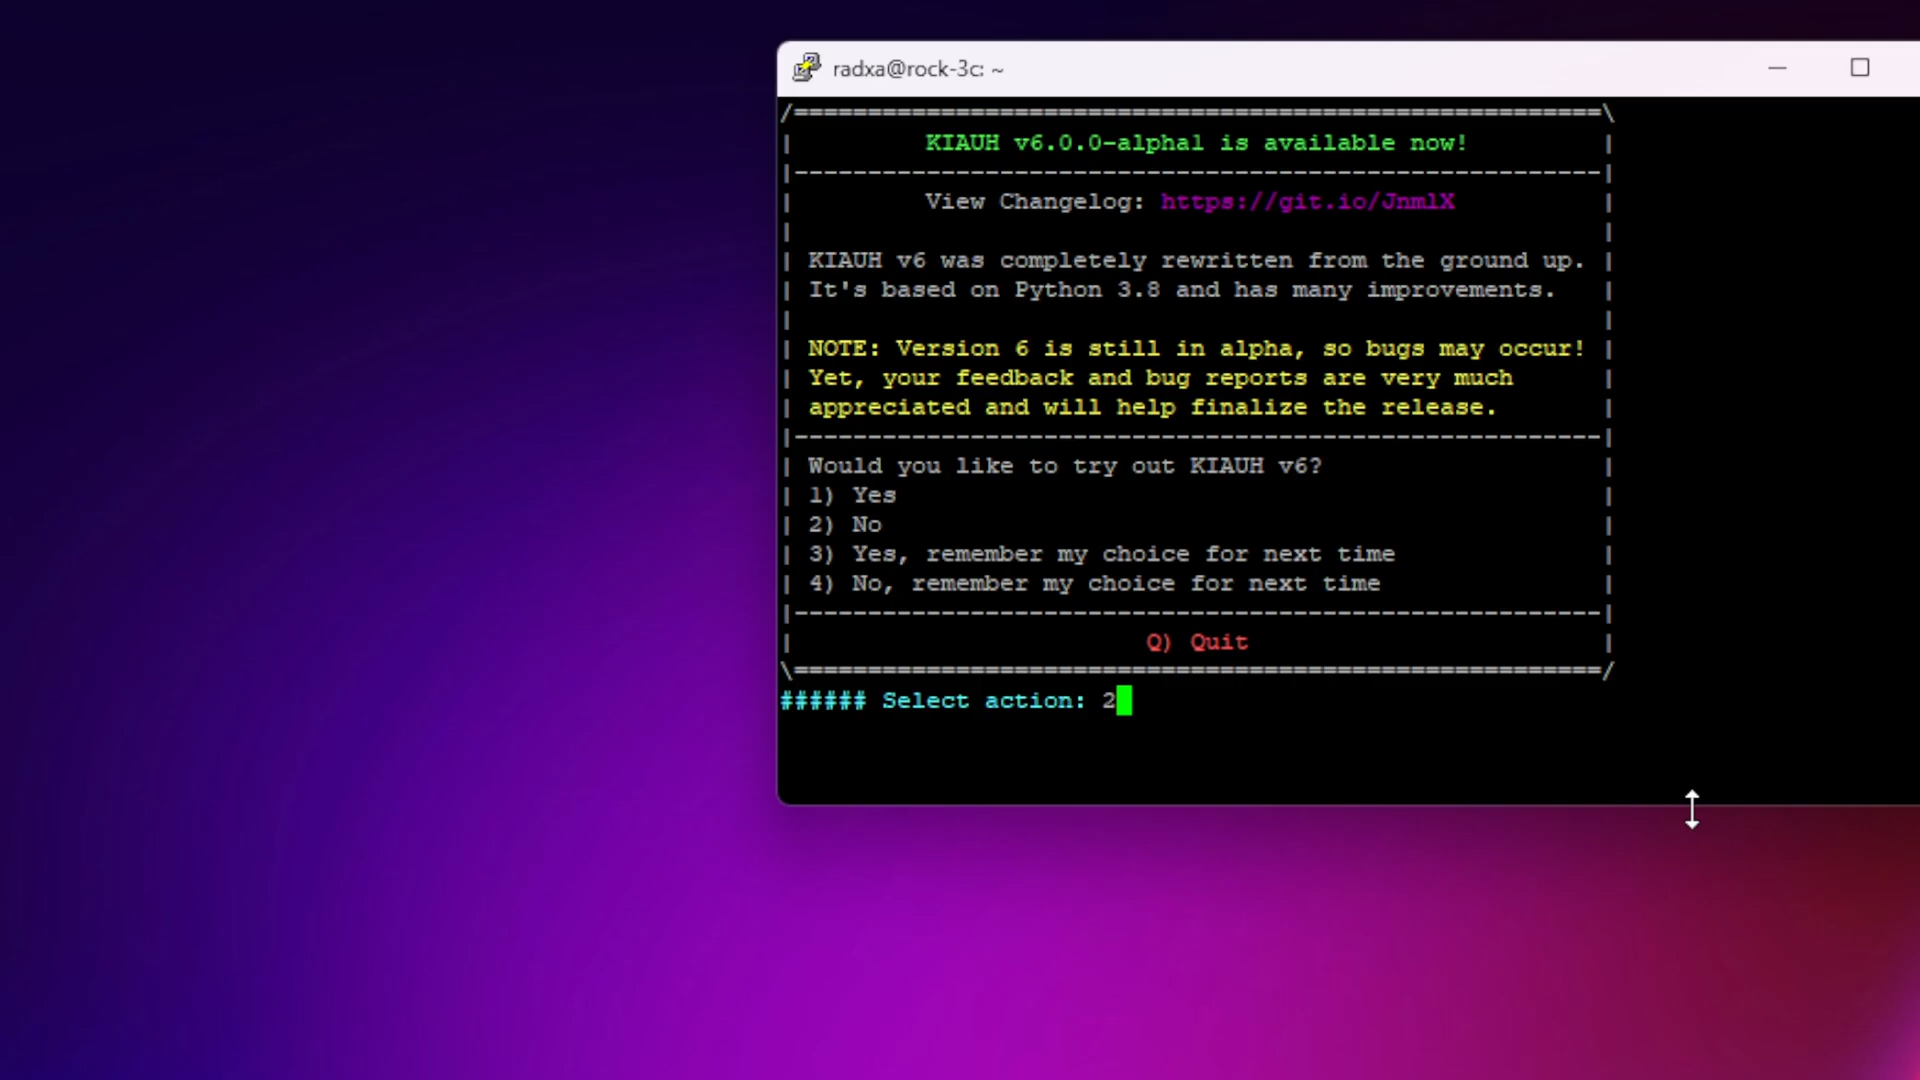 radxa@rock-3c: ~
/=======================================================\
|         KIAUH v6.0.0-alpha1 is available now!         |
|-------------------------------------------------------|
|         View Changelog: https://git.io/JnmlX          |
|                                                       |
| KIAUH v6 was completely rewritten from the ground up. |
| It's based on Python 3.8 and has many improvements.   |
|                                                       |
| NOTE: Version 6 is still in alpha, so bugs may occur! |
| Yet, your feedback and bug reports are very much      |
| appreciated and will help finalize the release.       |
|-------------------------------------------------------|
| Would you like to try out KIAUH v6?                   |
| 1) Yes                                                |
| 2) No                                                 |
| 3) Yes, remember my choice for next time              |
| 4) No, remember my choice for next time               |
|-------------------------------------------------------|
|                        Q) Quit                        |
\=======================================================/
###### Select action: 2